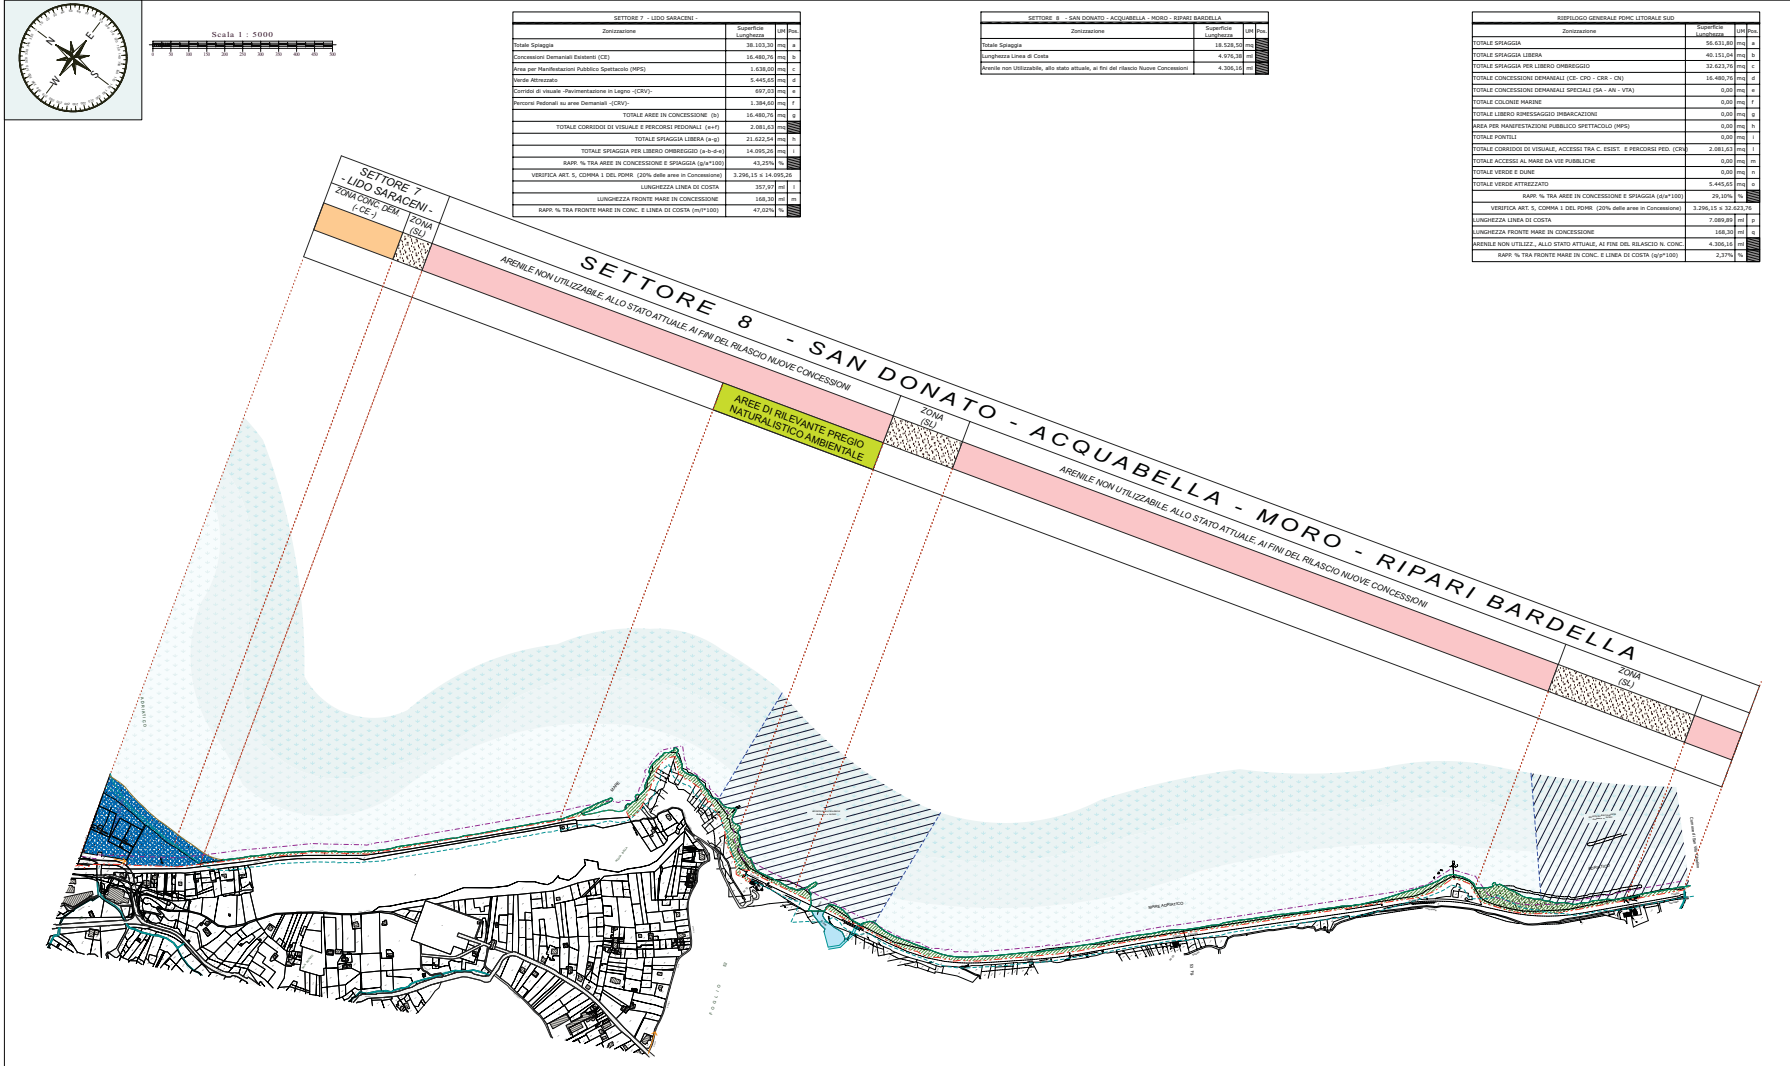 N
E
S
W
Scala 1 : 5000
SETTORE 7 - LIDO SARACENI -
Zonizzazione Superficie Lunghezza UM Pos.
Totale Spiaggia 38.103,30 mq a
Concessioni Demaniali Esistenti (CE) 16.480,76 mq b
Area per Manifestazioni Pubblico Spettacolo (MPS) 1.638,00 mq c
Verde Attrezzato 5.445,65 mq d
Corridoi di visuale -Pavimentazione in Legno -(CRV)- 697,03 mq e
Percorsi Pedonali su aree Demaniali -(CRV)- 1.384,60 mq f
TOTALE AREE IN CONCESSIONE (b) 16.480,76 mq g
TOTALE CORRIDOI DI VISUALE E PERCORSI PEDONALI (e+f) 2.081,63 mq
TOTALE SPIAGGIA LIBERA (a-g) 21.622,54 mq h
TOTALE SPIAGGIA PER LIBERO OMBREGGIO (a-b-d-e) 14.095,26 mq i
RAPP. % TRA AREE IN CONCESSIONE E SPIAGGIA (g/a*100) 43,25% %
VERIFICA ART. 5, COMMA 1 DEL PDMR (20% delle aree in Concessione) 3.296,15 ≤ 14.095,26
LUNGHEZZA LINEA DI COSTA 357,97 ml l
LUNGHEZZA FRONTE MARE IN CONCESSIONE 168,30 ml m
RAPP. % TRA FRONTE MARE IN CONC. E LINEA DI COSTA (m/l*100) 47,02% %
SETTORE 8 - SAN DONATO - ACQUABELLA - MORO - RIPARI BARDELLA
Zonizzazione Superficie Lunghezza UM Pos.
Totale Spiaggia 18.528,50 mq
Lunghezza Linea di Costa 4.976,38 ml
Arenile non Utilizzabile, allo stato attuale, ai fini del rilascio Nuove Concessioni 4.306,16 ml
RIEPILOGO GENERALE PDMC LITORALE SUD
Zonizzazione Superficie Lunghezza UM Pos.
TOTALE SPIAGGIA 56.631,80 mq a
TOTALE SPIAGGIA LIBERA 40.151,04 mq b
TOTALE SPIAGGIA PER LIBERO OMBREGGIO 32.623,76 mq c
TOTALE CONCESSIONI DEMANIALI (CE- CPO - CRR - CN) 16.480,76 mq d
TOTALE CONCESSIONI DEMANIALI SPECIALI (SA - AN - VTA) 0,00 mq e
TOTALE COLONIE MARINE 0,00 mq f
TOTALE LIBERO RIMESSAGGIO IMBARCAZIONI 0,00 mq g
AREA PER MANIFESTAZIONI PUBBLICO SPETTACOLO (MPS) 0,00 mq h
TOTALE PONTILI 0,00 mq i
TOTALE CORRIDOI DI VISUALE, ACCESSI TRA C. ESIST. E PERCORSI PED. (CRV) 2.081,63 mq l
TOTALE ACCESSI AL MARE DA VIE PUBBLICHE 0,00 mq m
TOTALE VERDE E DUNE 0,00 mq n
TOTALE VERDE ATTREZZATO 5.445,65 mq o
RAPP. % TRA AREE IN CONCESSIONE E SPIAGGIA (d/a*100) 29,10% %
VERIFICA ART. 5, COMMA 1 DEL PDMR (20% delle aree in Concessione) 3.296,15 ≤ 32.623,76
LUNGHEZZA LINEA DI COSTA 7.089,89 ml p
LUNGHEZZA FRONTE MARE IN CONCESSIONE 168,30 ml q
ARENILE NON UTILIZZ., ALLO STATO ATTUALE, AI FINI DEL RILASCIO N. CONC. 4.306,16 ml
RAPP. % TRA FRONTE MARE IN CONC. E LINEA DI COSTA (q/p*100) 2,37% %
SETTORE 7
- LIDO SARACENI -
ZONA CONC. DEM.
(- CE -)
ZONA
(SL)
SETTORE 8 - SAN DONATO - ACQUABELLA - MORO - RIPARI BARDELLA
ARENILE NON UTILIZZABILE, ALLO STATO ATTUALE, AI FINI DEL RILASCIO NUOVE CONCESSIONI
AREE DI RILEVANTE PREGIO
NATURALISTICO AMBIENTALE
ZONA
(SL)
ARENILE NON UTILIZZABILE, ALLO STATO ATTUALE, AI FINI DEL RILASCIO NUOVE CONCESSIONI
ZONA
(SL)
MARE
MARE ADRIATICO
FOGLIO